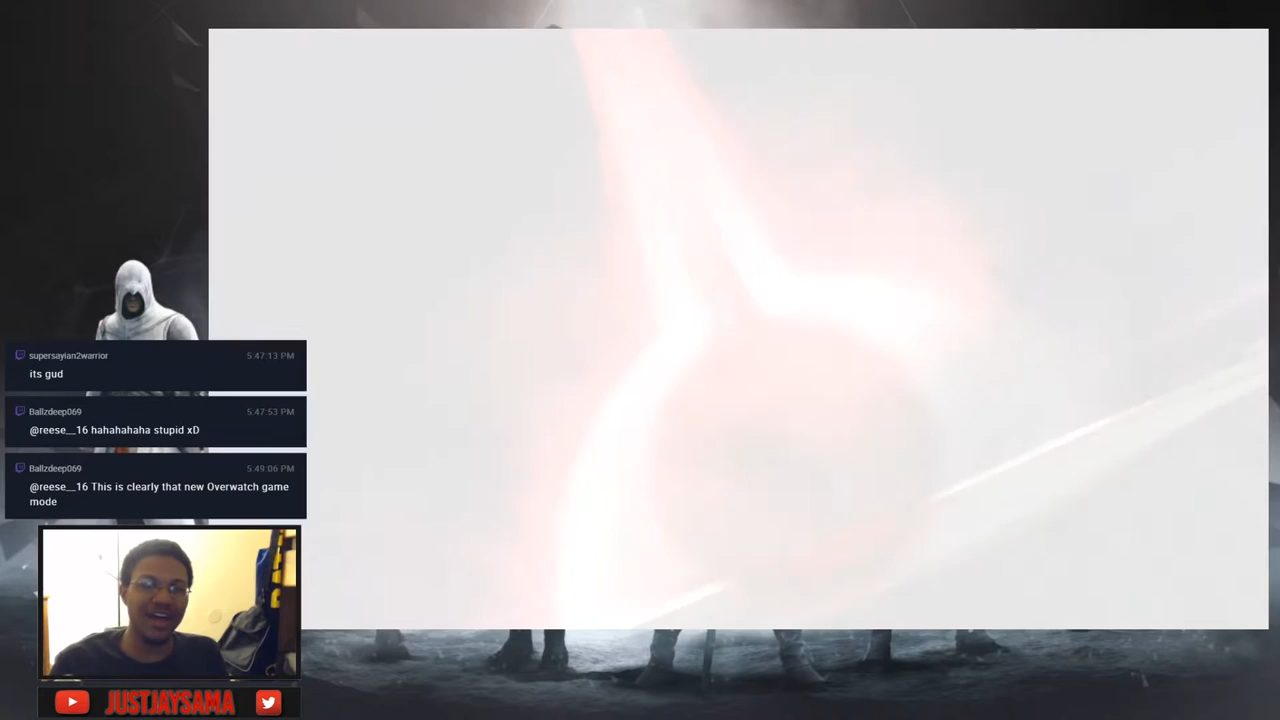 supersayian2warrior 5:47:13 PM
its gud
Ballzdeep069 5:47:53 PM
@reese__16 hahahahaha stupid xD
Ballzdeep069 5:49:06 PM
@reese__16 This is clearly that new Overwatch game
mode
JUSTJAYSAMA